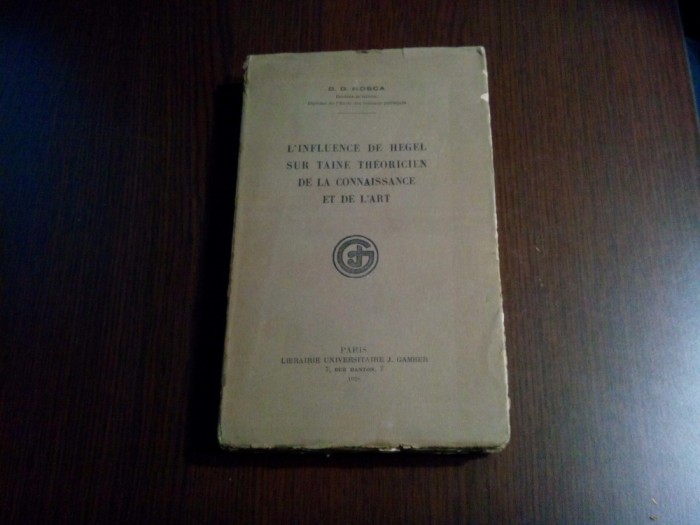 D. D. ROSCA
L'INFLUENCE DE HEGEL
SUR TAINE THÉORICIEN
DE LA CONNAISSANCE
ET DE L'ART
PARIS
LIBRAIRIE UNIVERSITAIRE J. GAMBER
7, RUE DANTON, 7